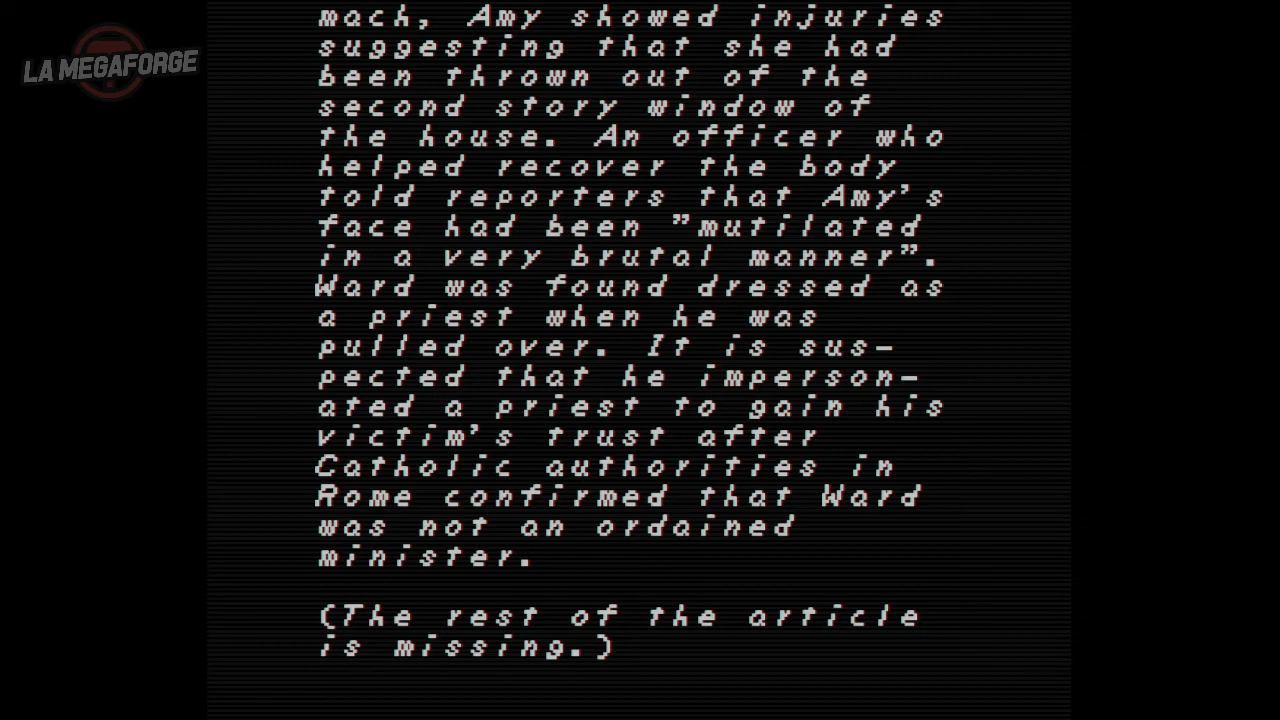 LA MEGAFORGE
mach, Amy showed injuries
suggesting that she had
been thrown out of the
second story window of
the house. An officer who
helped recover the body
told reporters that Amy's
face had been "mutilated
in a very brutal manner".
Ward was found dressed as
a priest when he was
pulled over. It is sus-
pected that he imperson-
ated a priest to gain his
victim's trust after
Catholic authorities in
Rome confirmed that Ward
was not an ordained
minister.
(The rest of the article
is missing.)